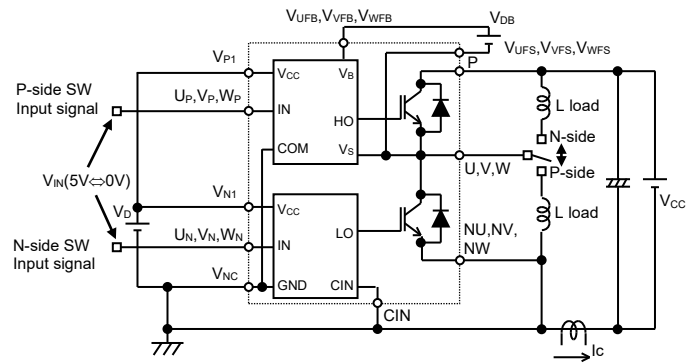 VUFB,VVFB,VWFB
VDB
VUFS,VVFS,VWFS
VP1
P
VCC
VB
P-side SW
Input signal
UP,VP,WP
IN
HO
L load
COM
VS
N-side
U,V,W
P-side
VIN(5V⇔0V)
VN1
VCC
VD
VCC
LO
L load
UN,VN,WN
IN
NU,NV,
NW
N-side SW
Input signal
VNC
GND
CIN
CIN
Ic